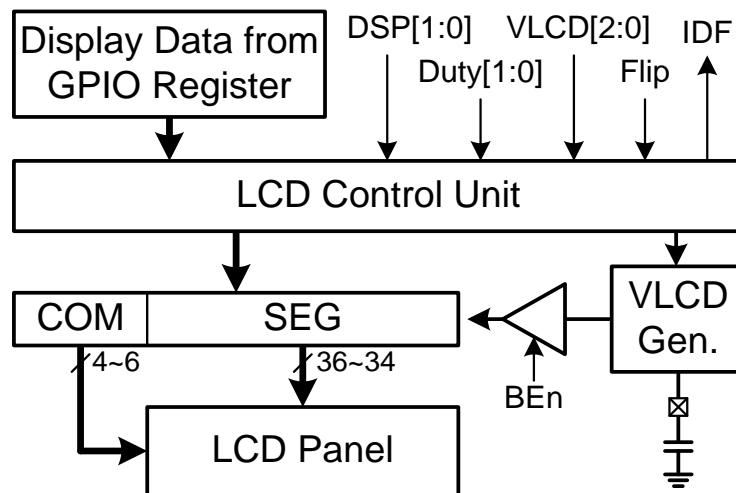 Display Data from
GPIO Register
DSP[1:0]
VLCD[2:0]
IDF
Duty[1:0]
Flip
LCD Control Unit
COM
SEG
VLCD
Gen.
4~6
36~34
BEn
LCD Panel